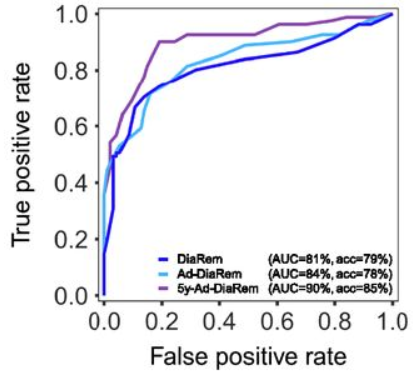 True positive rate
1.0
0.8
0.6
0.4
0.2
0.0
DiaRem (AUC=81%, acc=79%)
Ad-DiaRem (AUC=84%, acc=78%)
5y-Ad-DiaRem (AUC=90%, acc=85%)
0.0 0.2 0.4 0.6 0.8 1.0
False positive rate